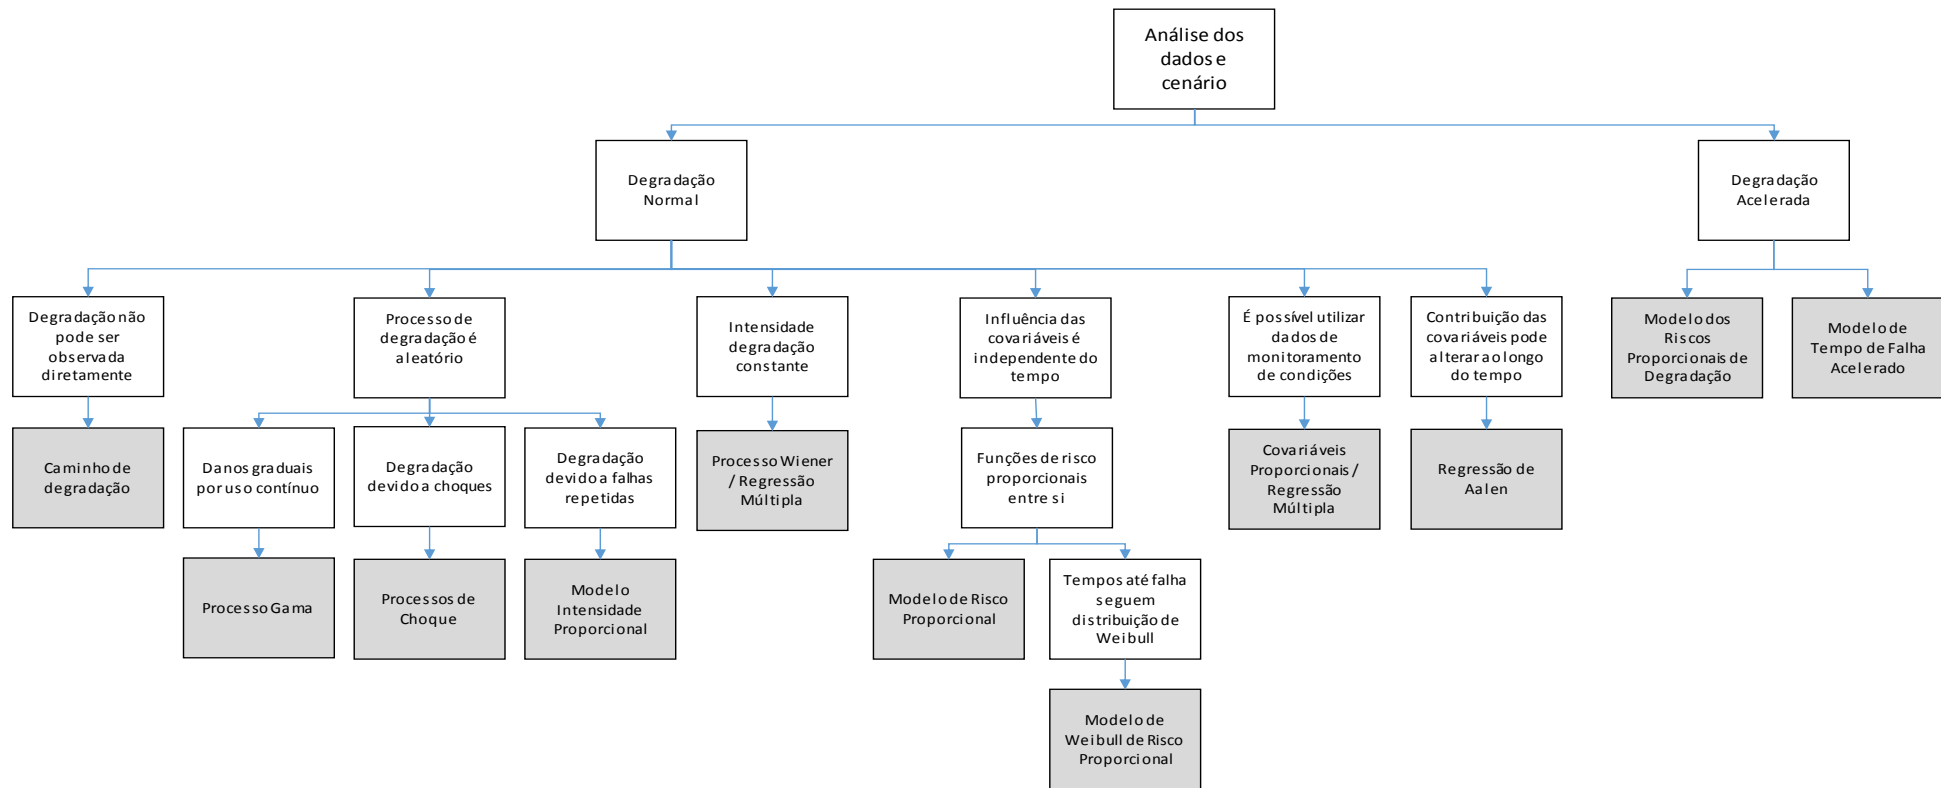 Análise dos
dados e
cenário
Degradação
Normal
Degradação
Acelerada
Degradação não
pode ser
observada
diretamente
Processo de
degradação é
aleatório
Intensidade
degradação
constante
Influência das
covariáveis é
independente do
tempo
É possível utilizar
dados de
monitoramento
de condições
Contribuição das
covariáveis pode
alterar ao longo
do tempo
Modelo dos
Riscos
Proporcionais de
Degradação
Modelo de
Tempo de Falha
Acelerado
Caminho de
degradação
Danos graduais
por uso contínuo
Degradação
devido a choques
Degradação
devido a falhas
repetidas
Processo Wiener
/ Regressão
Múltipla
Funções de risco
proporcionais
entre si
Covariáveis
Proporcionais /
Regressão
Múltipla
Regressão de
Aalen
Processo Gama
Processos de
Choque
Modelo
Intensidade
Proporcional
Modelo de Risco
Proporcional
Tempos até falha
seguem
distribuição de
Weibull
Modelo de
Weibull de Risco
Proporcional